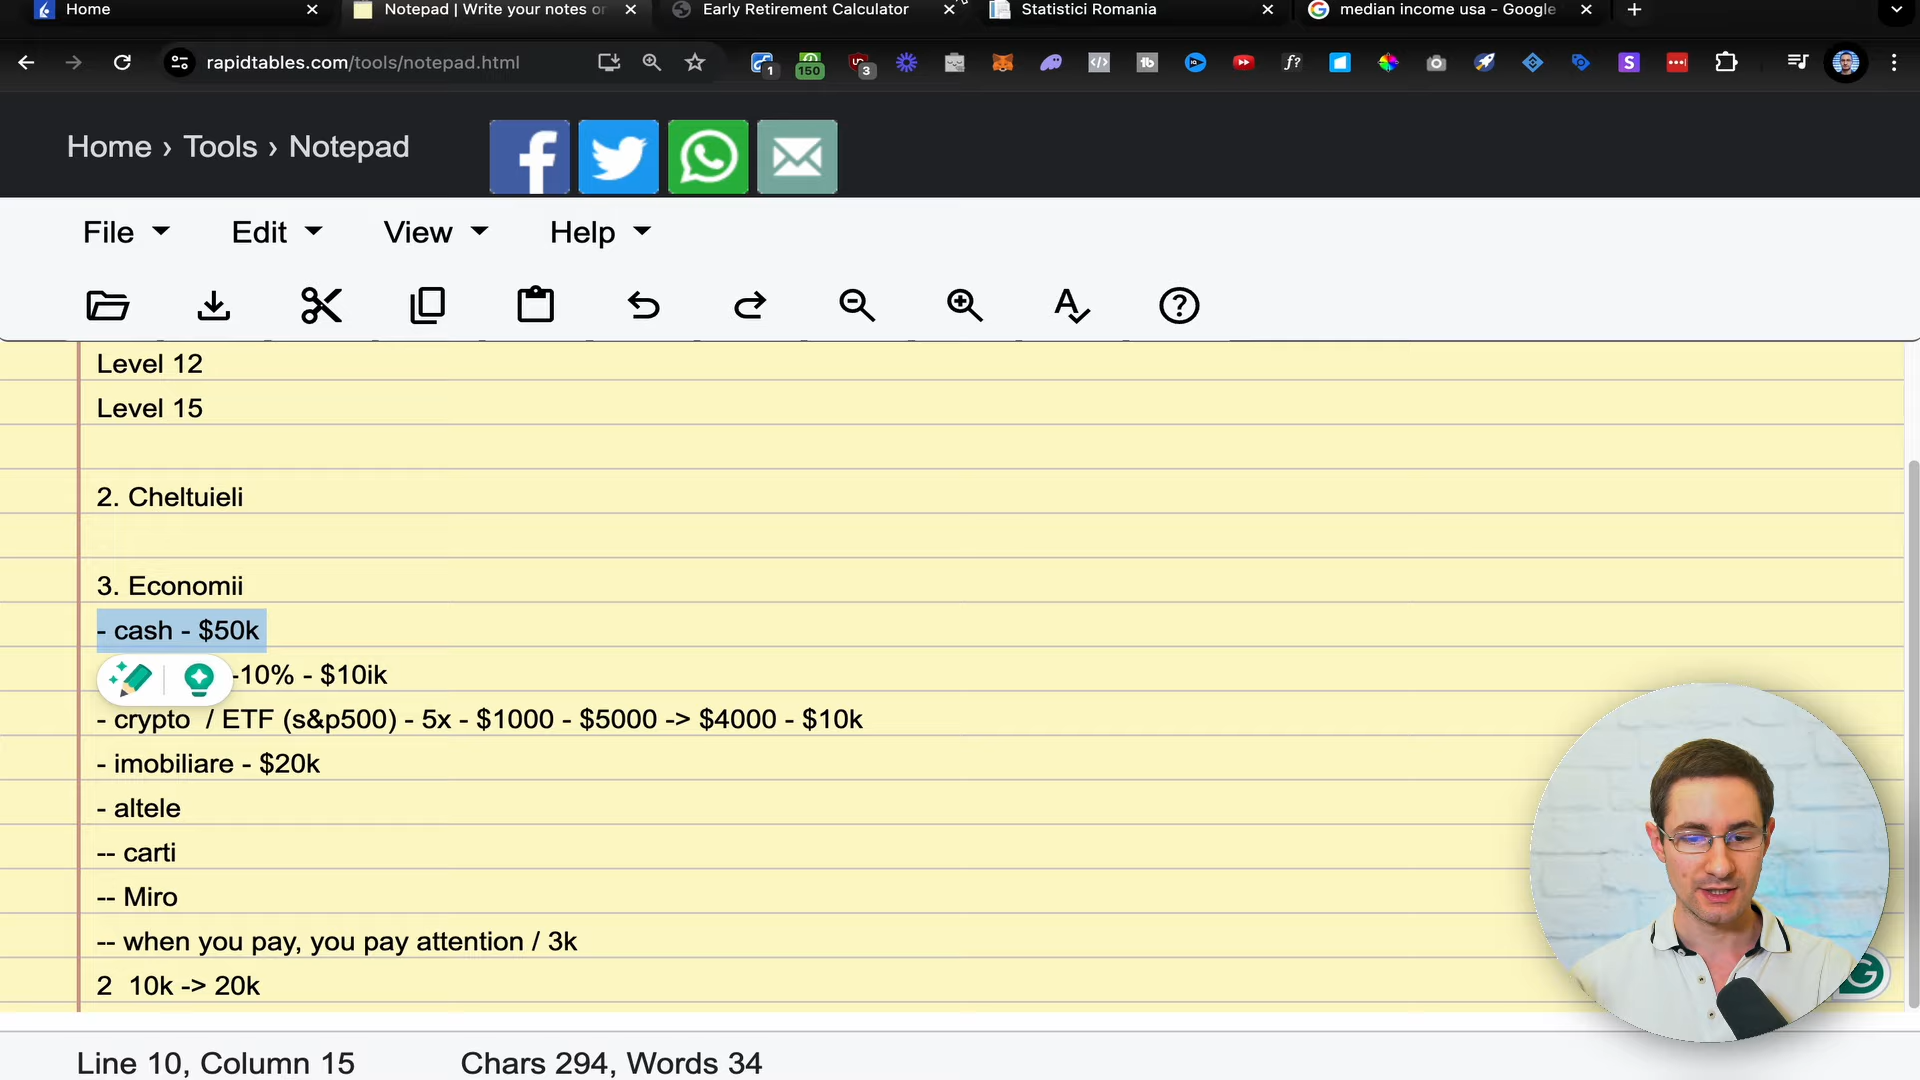 Home
Notepad | Write your notes or
Early Retirement Calculator
Statistici Romania
median income usa - Google
rapidtables.com/tools/notepad.html
1
150
3
f?
S
Home › Tools › Notepad
File
Edit
View
Help
Level 12
Level 15
2. Cheltuieli
3. Economii
- cash - $50k
-10% - $10ik
- crypto / ETF (s&p500) - 5x - $1000 - $5000 -> $4000 - $10k
- imobiliare - $20k
- altele
-- carti
-- Miro
-- when you pay, you pay attention / 3k
2 10k -> 20k
Line 10, Column 15
Chars 294, Words 34